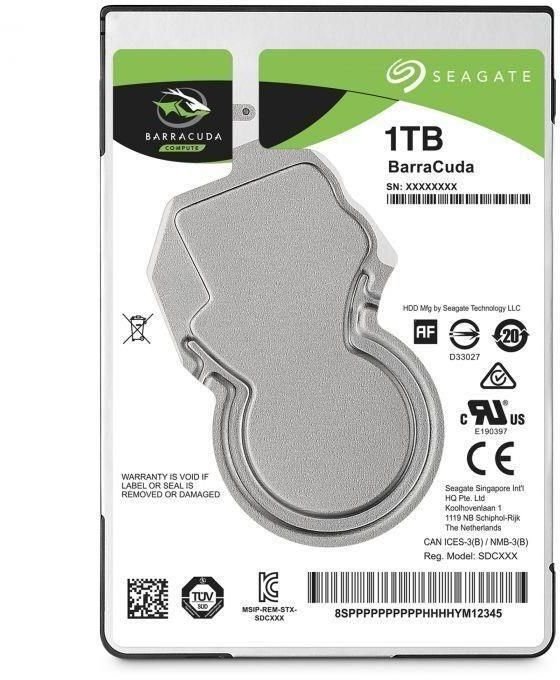 SEAGATE
BARRACUDA
COMPUTE
1TB
BarraCuda
SN: XXXXXXXX
HDD Mfg by Seagate Technology LLC
AF
20
D33027
c UR US
E190397
CE
WARRANTY IS VOID IF
LABEL OR SEAL IS
REMOVED OR DAMAGED
Seagate Singapore Int'l
HQ Pte. Ltd
Koolhovenlaan 1
1119 NB Schiphol-Rijk
The Netherlands
CAN ICES-3(B) / NMB-3(B)
Reg. Model: SDCXXX
TÜV
SÜD
MSIP-REM-STX-
SDCXXX
8SPPPPPPPPPPHHHHYM12345